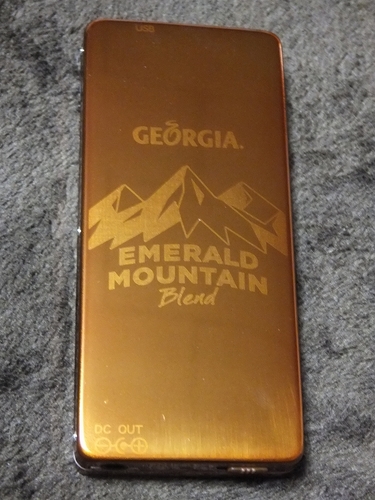 USB
GEORGIA.
EMERALD
MOUNTAIN
Blend
DC OUT